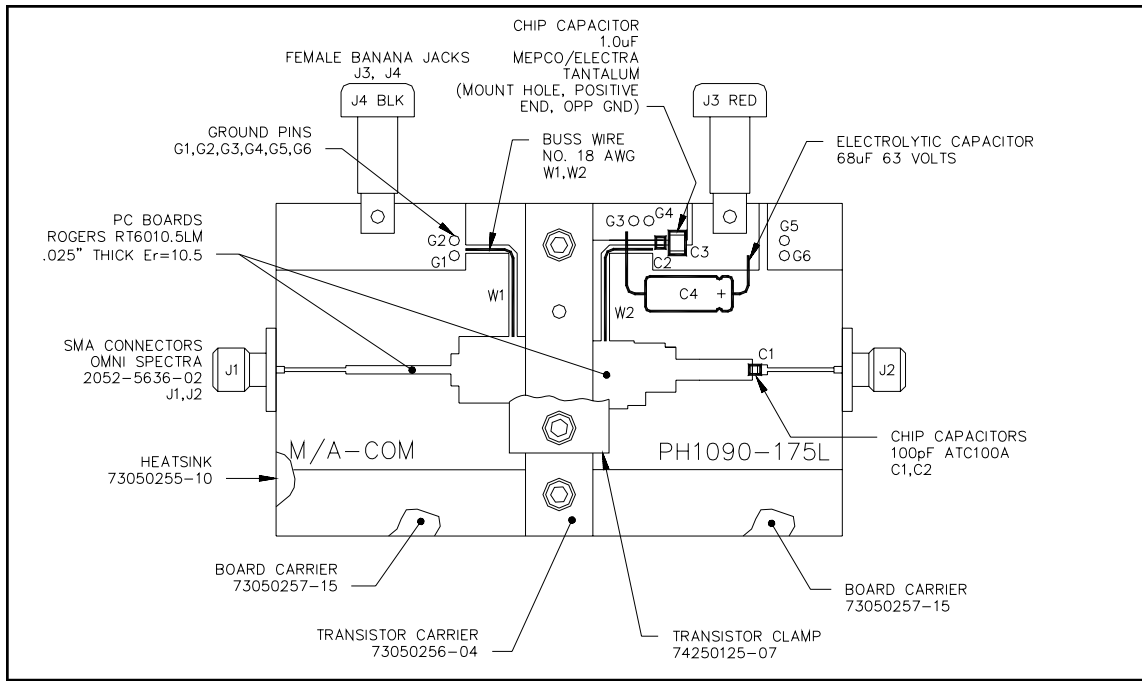 CHIP CAPACITOR
1.0uF
MEPCO/ELECTRA
TANTALUM
(MOUNT HOLE, POSITIVE
END, OPP GND)
FEMALE BANANA JACKS
J3, J4
J4 BLK
J3 RED
GROUND PINS
G1,G2,G3,G4,G5,G6
BUSS WIRE
NO. 18 AWG
W1,W2
ELECTROLYTIC CAPACITOR
68uF 63 VOLTS
PC BOARDS
ROGERS RT6010.5LM
.025" THICK Er=10.5
G2
G1
G3
G4
G5
G6
C2
C3
W1
W2
C4
+
SMA CONNECTORS
OMNI SPECTRA
2052-5636-02
J1,J2
J1
C1
J2
M/A-COM
PH1090-175L
CHIP CAPACITORS
100pF ATC100A
C1,C2
HEATSINK
73050255-10
BOARD CARRIER
73050257-15
BOARD CARRIER
73050257-15
TRANSISTOR CARRIER
73050256-04
TRANSISTOR CLAMP
74250125-07